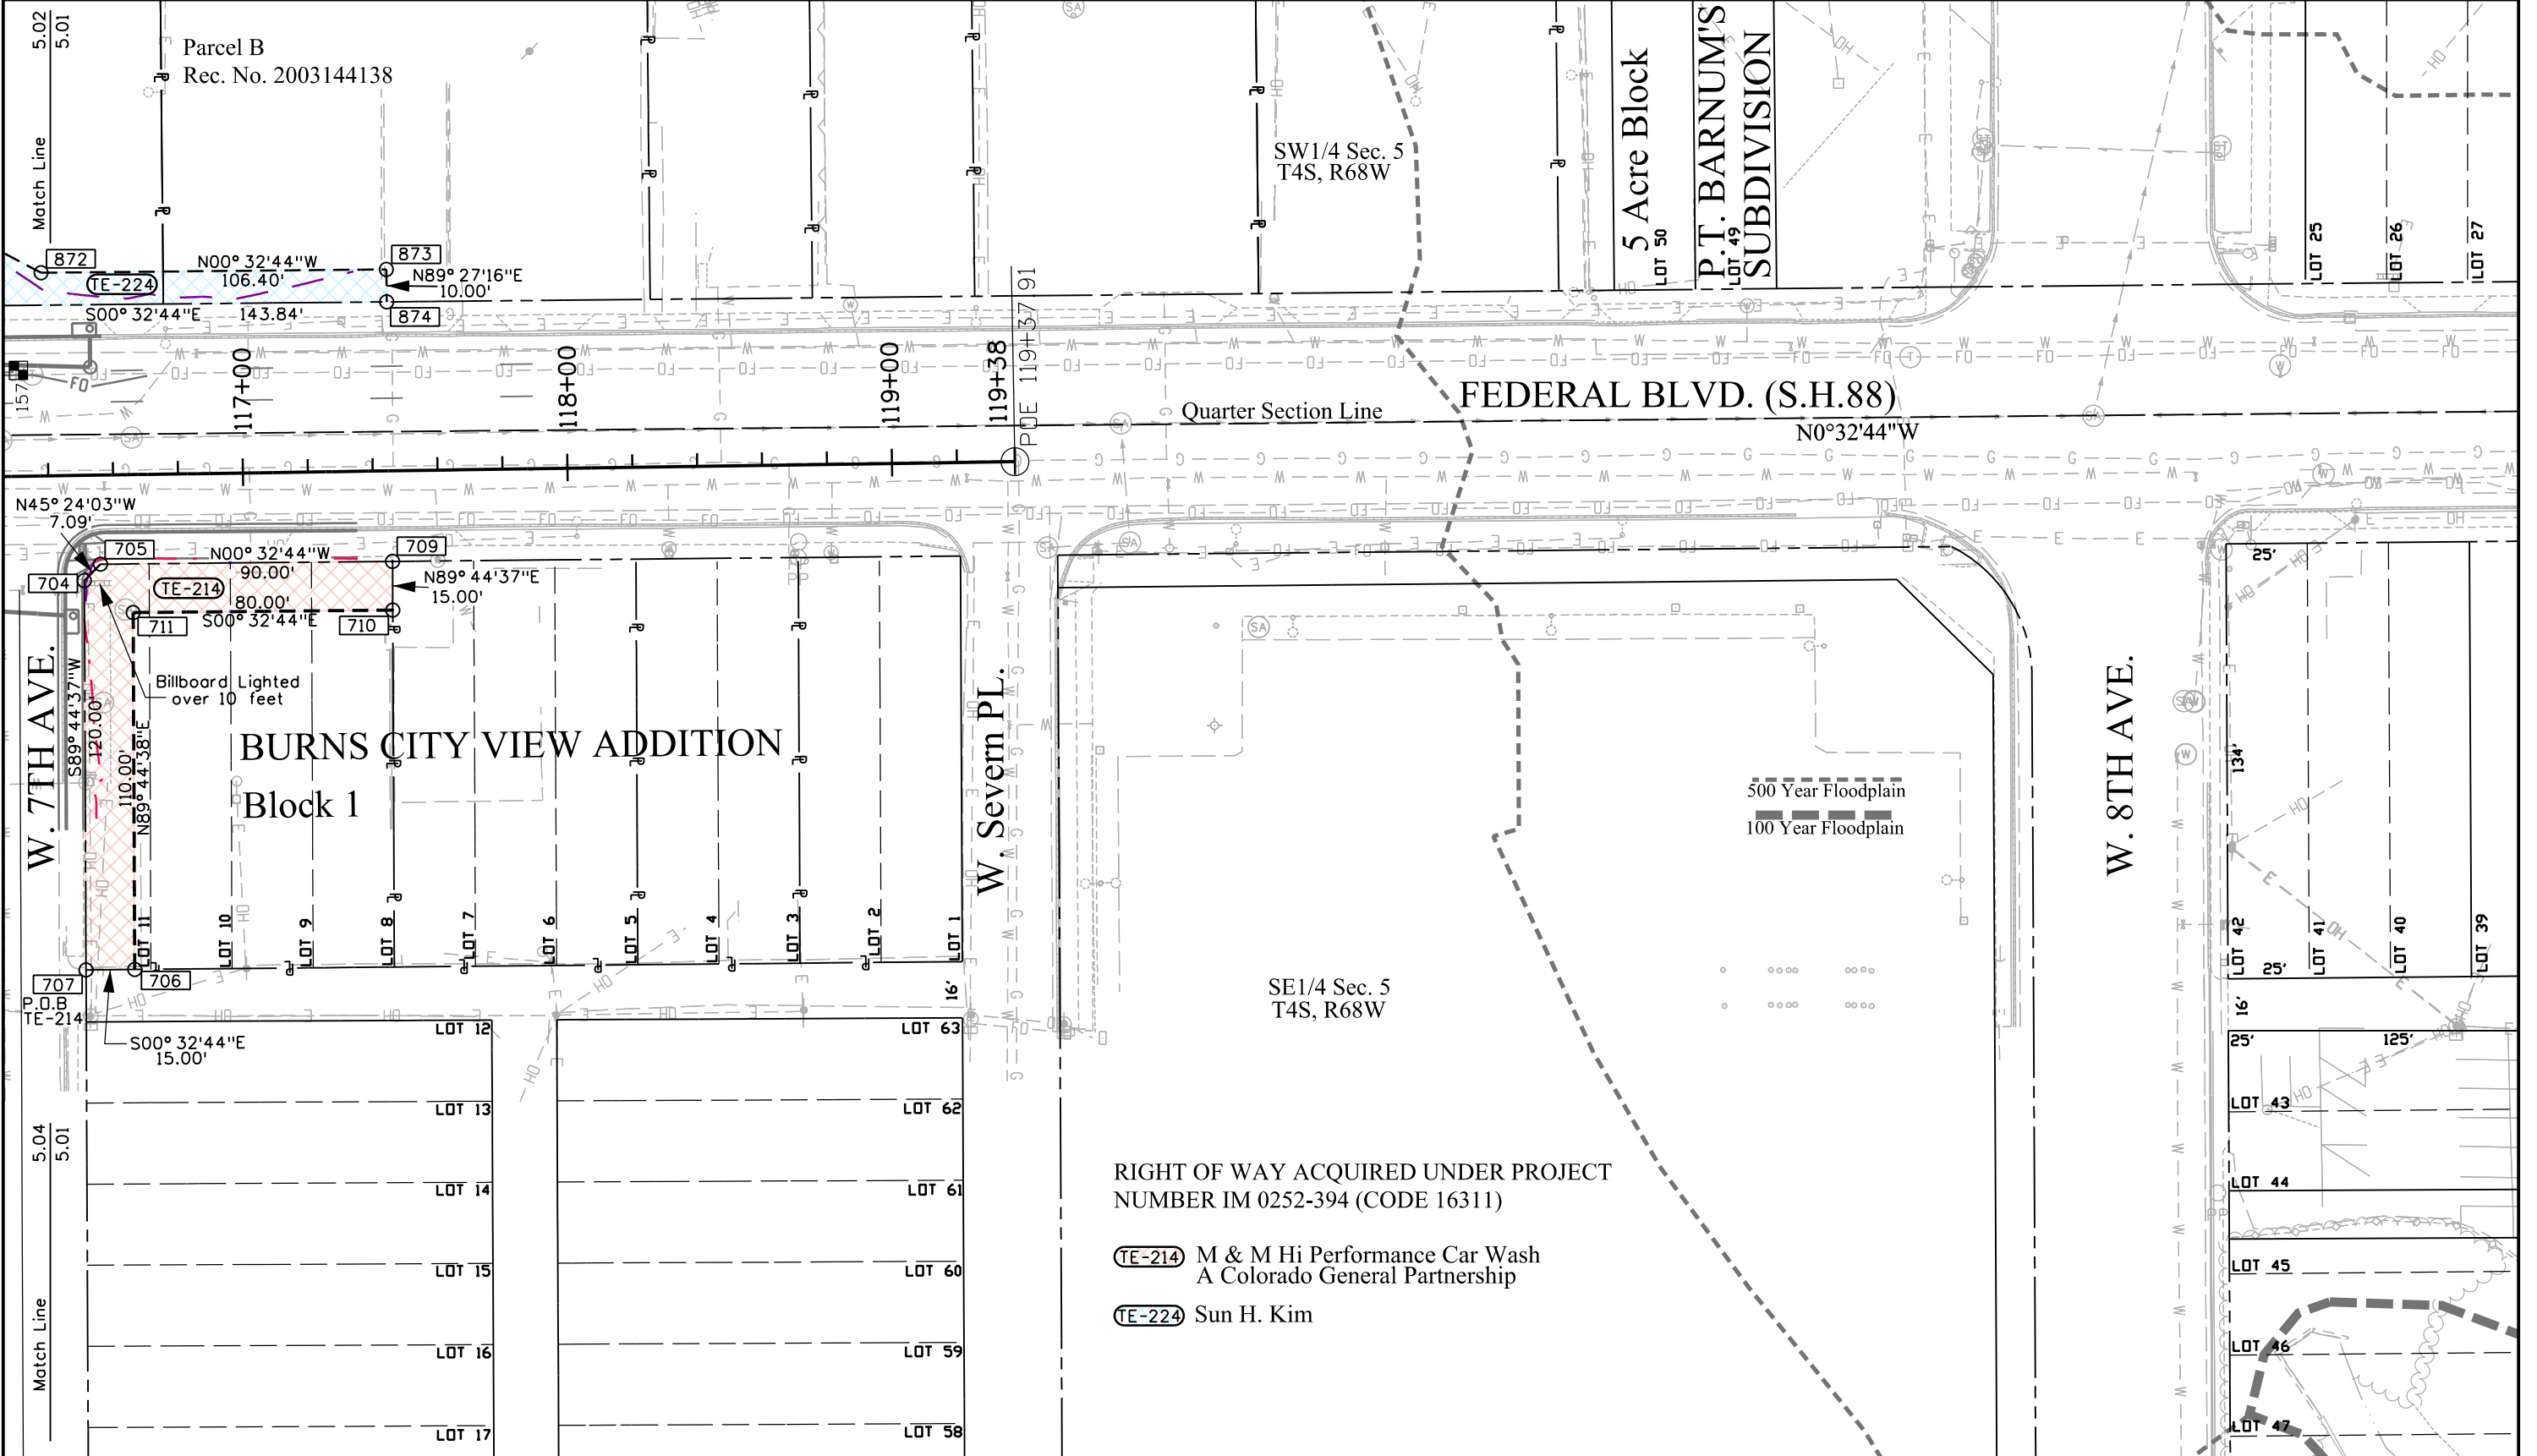 5.02
5.01
Match Line
Parcel B
Rec. No. 2003144138
SW1/4 Sec. 5
T4S, R68W
5 Acre Block
LOT 50
P.T. BARNUM'S
SUBDIVISION
LOT 49
LOT 25
LOT 26
LOT 27
872
873
874
N00° 32'44"W
106.40'
TE-224
S00° 32'44"E 143.84'
N89° 27'16"E
10.00'
157
117+00
118+00
119+00
119+38
POE 119+37.91
Quarter Section Line
FEDERAL BLVD. (S.H.88)
N0°32'44"W
N45° 24'03"W
7.09'
705
704
709
N00° 32'44"W
90.00'
TE-214
80.00'
S00° 32'44"E
711
710
N89° 44'37"E
15.00'
Billboard Lighted
over 10 feet
W. 7TH AVE.
S89° 44'37"W
120.00'
110.00'
N89° 44'38"E
BURNS CITY VIEW ADDITION
Block 1
W. Severn PL.
LOT 11
LOT 10
LOT 9
LOT 8
LOT 7
LOT 6
LOT 5
LOT 4
LOT 3
LOT 2
LOT 1
16'
707
706
P.O.B
TE-214
S00° 32'44"E
15.00'
LOT 12
LOT 13
LOT 14
LOT 15
LOT 16
LOT 17
LOT 63
LOT 62
LOT 61
LOT 60
LOT 59
LOT 58
5.04
5.01
Match Line
500 Year Floodplain
100 Year Floodplain
SE1/4 Sec. 5
T4S, R68W
RIGHT OF WAY ACQUIRED UNDER PROJECT
NUMBER IM 0252-394 (CODE 16311)
TE-214 M & M Hi Performance Car Wash
A Colorado General Partnership
TE-224 Sun H. Kim
W. 8TH AVE.
25'
134'
LOT 42
25'
LOT 41
LOT 40
LOT 39
16'
25'
125'
LOT 43
LOT 44
LOT 45
LOT 46
LOT 47